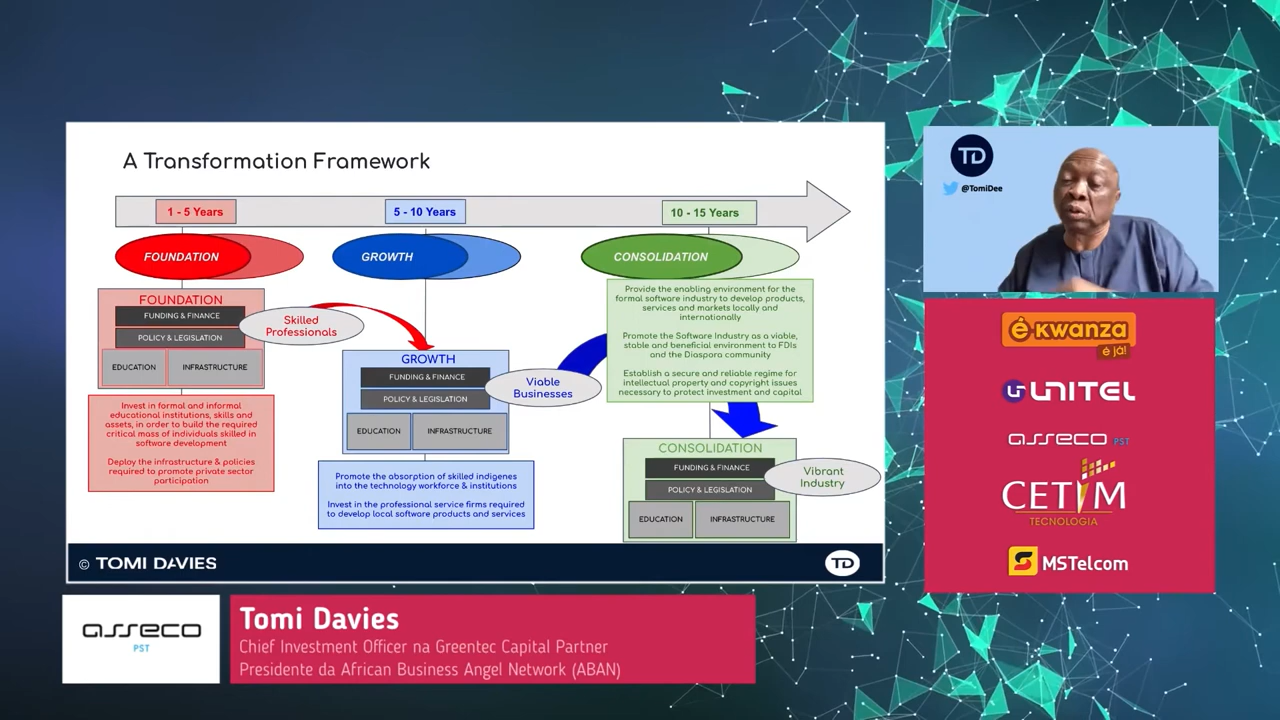 A Transformation Framework
1 - 5 Years
5 - 10 Years
10 - 15 Years
FOUNDATION
GROWTH
CONSOLIDATION
FOUNDATION
FUNDING & FINANCE
POLICY & LEGISLATION
EDUCATION
INFRASTRUCTURE
Skilled
Professionals
Invest in formal and informal
educational institutions, skills and
assets, in order to build the required
critical mass of individuals skilled in
software development
Deploy the infrastructure & policies
required to promote private sector
participation
GROWTH
FUNDING & FINANCE
POLICY & LEGISLATION
EDUCATION
INFRASTRUCTURE
Viable
Businesses
Promote the absorption of skilled indigenes
into the technology workforce & institutions
Invest in the professional service firms required
to develop local software products and services
Provide the enabling environment for the
formal software industry to develop products,
services and markets locally and
internationally
Promote the Software Industry as a viable,
stable and beneficial environment to FDIs
and the Diaspora community
Establish a secure and reliable regime for
intellectual property and copyright issues
necessary to protect investment and capital
CONSOLIDATION
FUNDING & FINANCE
POLICY & LEGISLATION
EDUCATION
INFRASTRUCTURE
Vibrant
Industry
© TOMI DAVIES
TD
TD
@TomiDee
é-kwanza
é já!
UNITEL
asseco PST
CETIM
TECNOLOGIA
MSTelcom
asseco
PST
Tomi Davies
Chief Investment Officer na Greentec Capital Partner
Presidente da African Business Angel Network (ABAN)